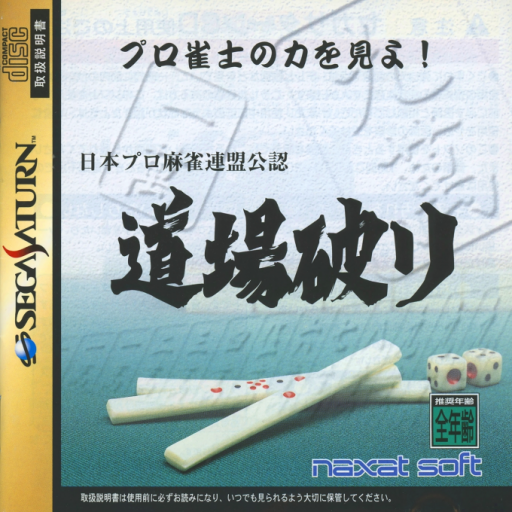 COMPACT
disc
取扱説明書
プロ雀士の力を見よ!
日本プロ麻雀連盟公認
道場破り
SEGA SATURN™
推奨年齢
全年齢
naxat soft
取扱説明書は使用前に必ずお読みになり、いつでも見られるよう大切に保管してください。